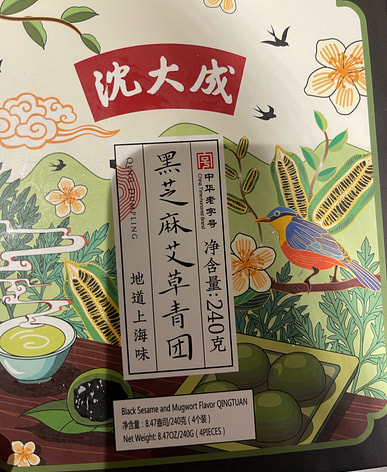 沈大成
中华老字号
China Time-honored Brand
净含量:240克
黑芝麻艾草青团
地道上海味
Black Sesame and Mugwort Flavor QINGTUAN
净含量：8.47盎司/240克（4个装）
Net Weight: 8.47OZ/240G (4PIECES)